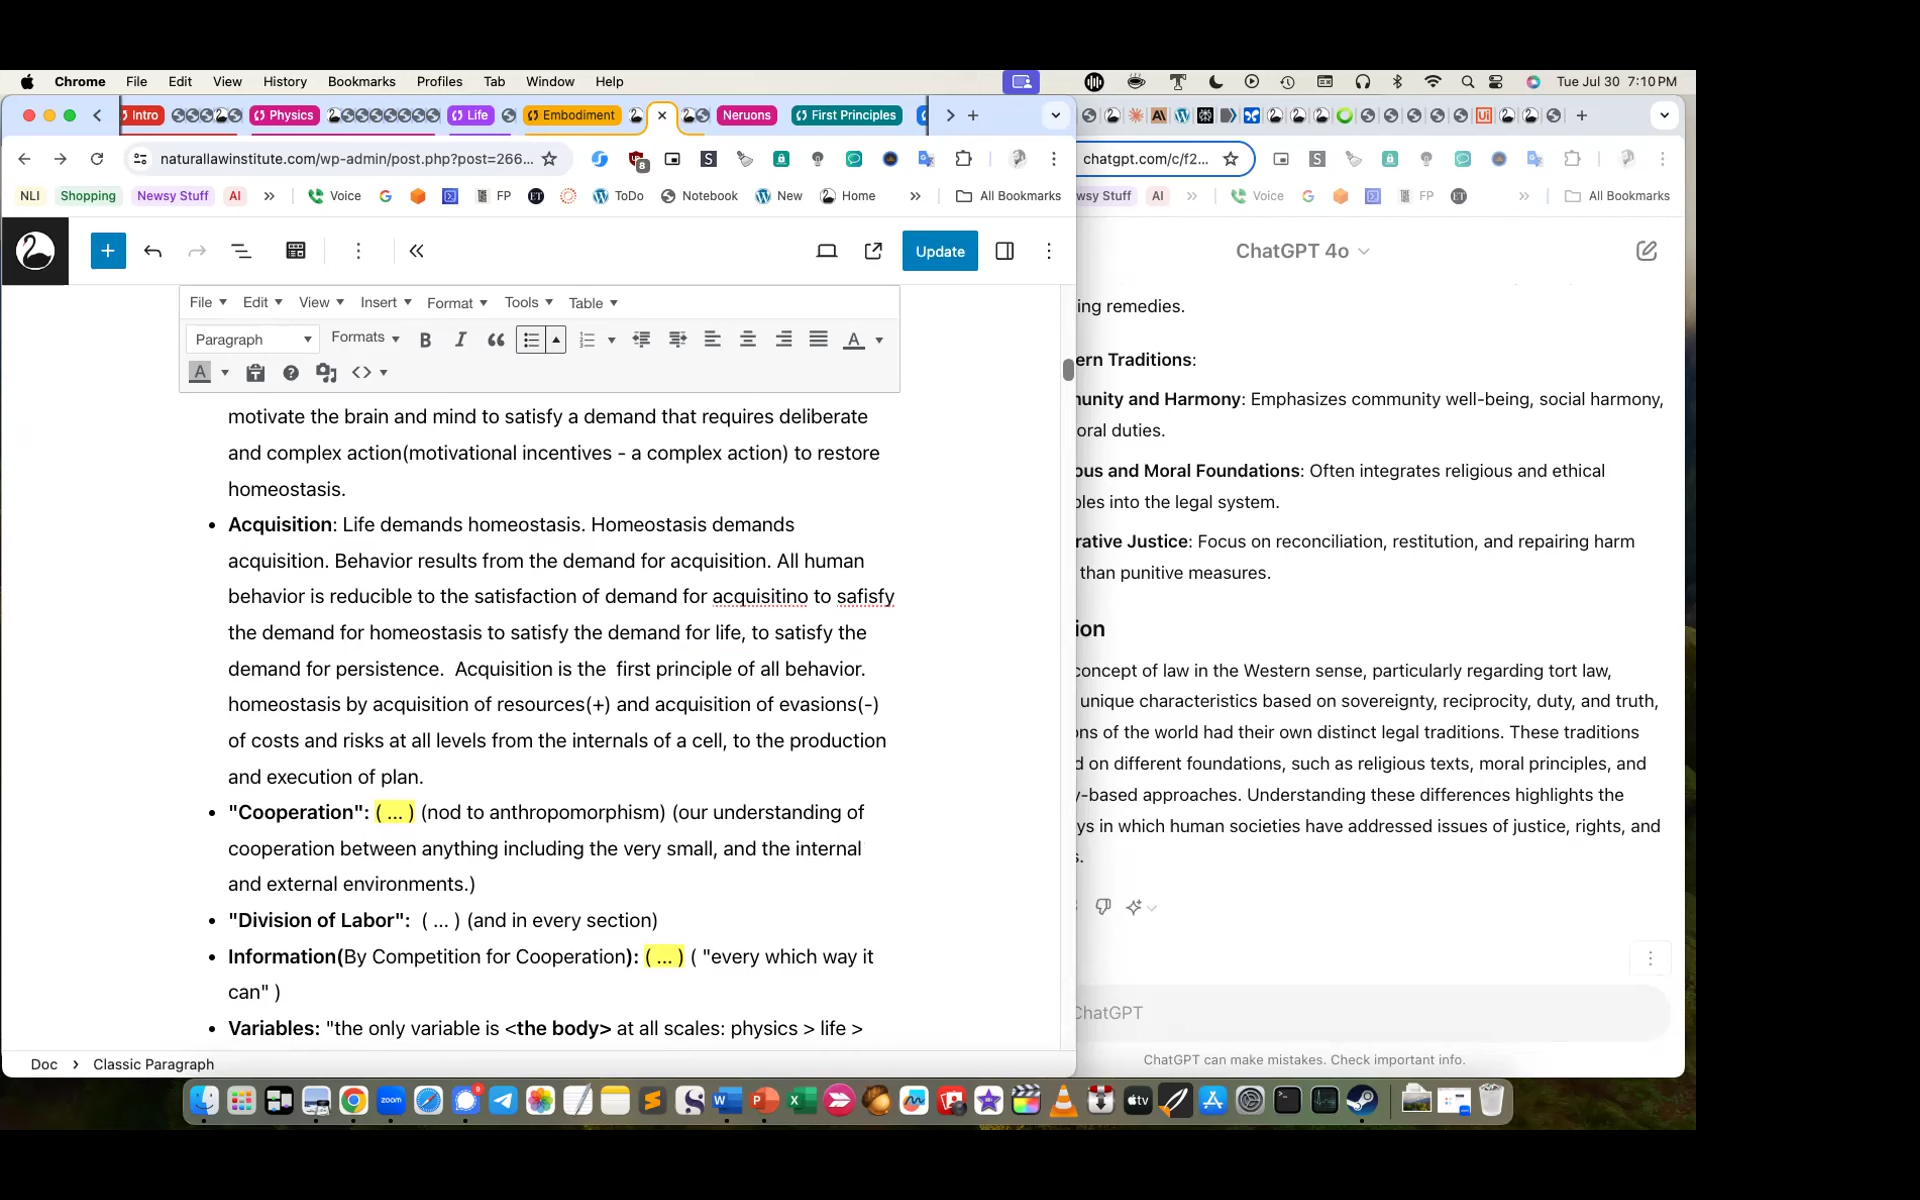 Chrome File Edit View History Bookmarks Profiles Tab Window Help
Tue Jul 30 7:10 PM
Intro Physics Life Embodiment Neruons First Principles
naturallawinstitute.com/wp-admin/post.php?post=266...
8
NLI Shopping Newsy Stuff AI » Voice FP ET ToDo Notebook New Home » All Bookmarks
Update
File Edit View Insert Format Tools Table
Paragraph Formats B I A
A
motivate the brain and mind to satisfy a demand that requires deliberate
and complex action(motivational incentives - a complex action) to restore
homeostasis.
• Acquisition: Life demands homeostasis. Homeostasis demands
acquisition. Behavior results from the demand for acquisition. All human
behavior is reducible to the satisfaction of demand for acquisitino to safisfy
the demand for homeostasis to satisfy the demand for life, to satisfy the
demand for persistence.  Acquisition is the  first principle of all behavior.
homeostasis by acquisition of resources(+) and acquisition of evasions(-)
of costs and risks at all levels from the internals of a cell, to the production
and execution of plan.
• "Cooperation": ( ... ) (nod to anthropomorphism) (our understanding of
cooperation between anything including the very small, and the internal
and external environments.)
• "Division of Labor":  ( ... ) (and in every section)
• Information(By Competition for Cooperation): ( ... ) ( "every which way it
can" )
• Variables: "the only variable is <the body> at all scales: physics > life >
Doc > Classic Paragraph
chatgpt.com/c/f2...
wsy Stuff AI » Voice FP ET » All Bookmarks
ChatGPT 4o
ing remedies.
ern Traditions:
unity and Harmony: Emphasizes community well-being, social harmony,
oral duties.
ous and Moral Foundations: Often integrates religious and ethical
ples into the legal system.
rative Justice: Focus on reconciliation, restitution, and repairing harm
than punitive measures.
ion
concept of law in the Western sense, particularly regarding tort law,
unique characteristics based on sovereignty, reciprocity, duty, and truth,
ns of the world had their own distinct legal traditions. These traditions
d on different foundations, such as religious texts, moral principles, and
y-based approaches. Understanding these differences highlights the
ys in which human societies have addressed issues of justice, rights, and
s.
ChatGPT
ChatGPT can make mistakes. Check important info.
zoom
tv